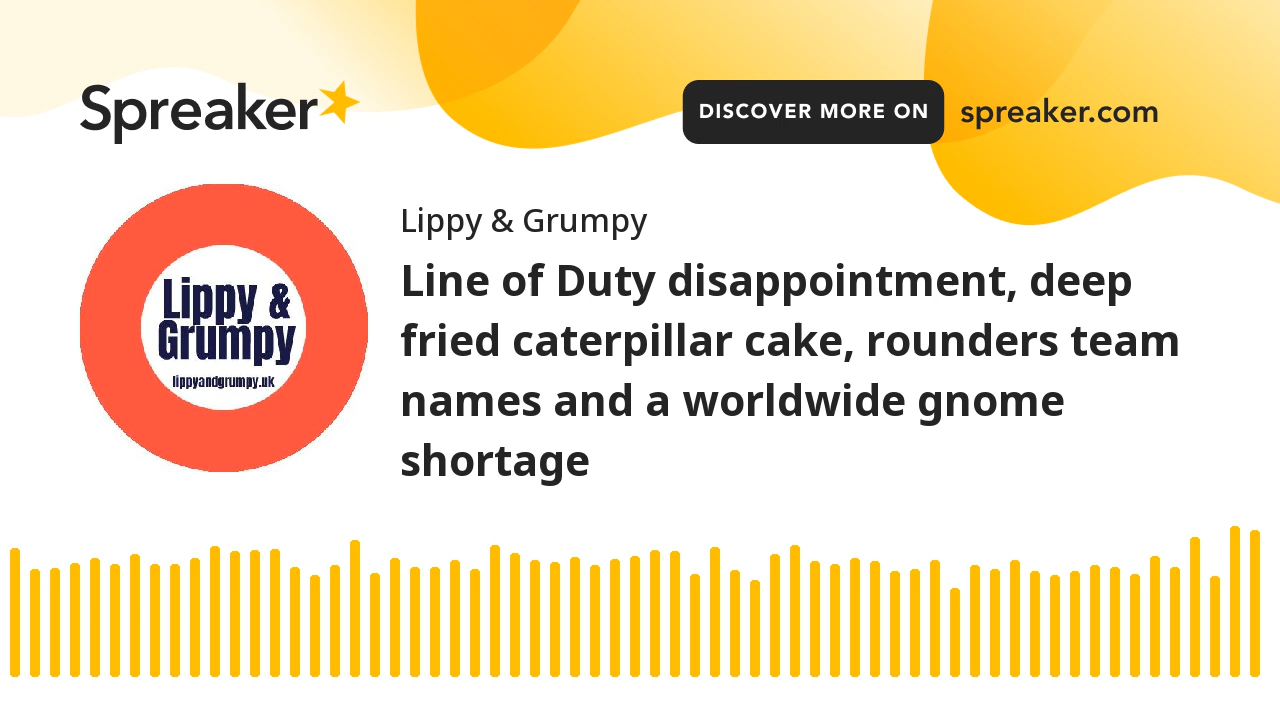 Spreaker
DISCOVER MORE ON
spreaker.com
Lippy &
Grumpy
lippyandgrumpy.uk
Lippy & Grumpy
Line of Duty disappointment, deep
fried caterpillar cake, rounders team
names and a worldwide gnome
shortage